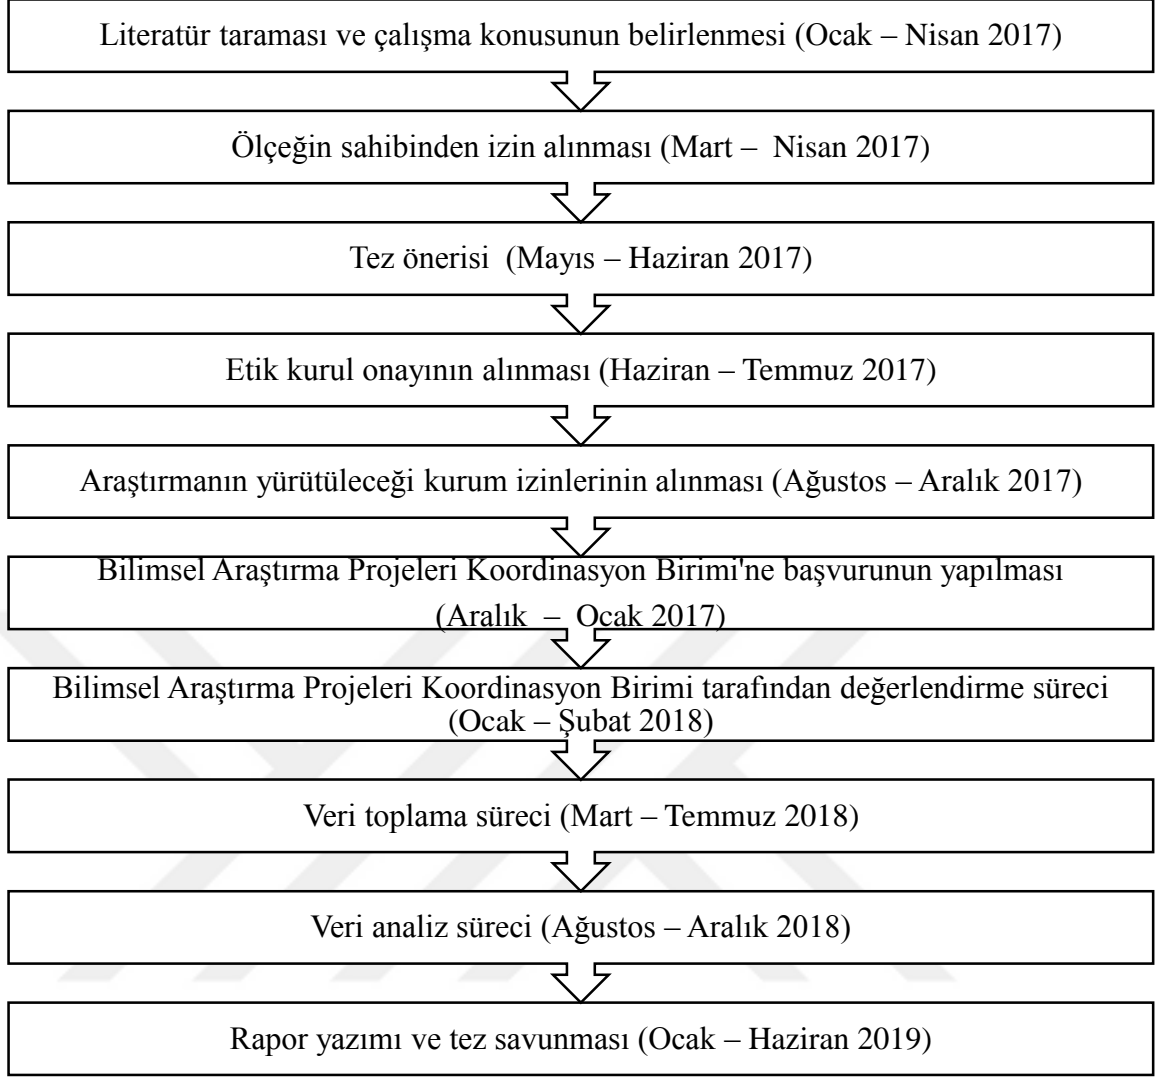 Literatür taraması ve çalışma konusunun belirlenmesi (Ocak – Nisan 2017)
Ölçeğin sahibinden izin alınması (Mart – Nisan 2017)
Tez önerisi (Mayıs – Haziran 2017)
Etik kurul onayının alınması (Haziran – Temmuz 2017)
Araştırmanın yürütüleceği kurum izinlerinin alınması (Ağustos – Aralık 2017)
Bilimsel Araştırma Projeleri Koordinasyon Birimi'ne başvurunun yapılması
(Aralık – Ocak 2017)
Bilimsel Araştırma Projeleri Koordinasyon Birimi tarafından değerlendirme süreci
(Ocak – Şubat 2018)
Veri toplama süreci (Mart – Temmuz 2018)
Veri analiz süreci (Ağustos – Aralık 2018)
Rapor yazımı ve tez savunması (Ocak – Haziran 2019)